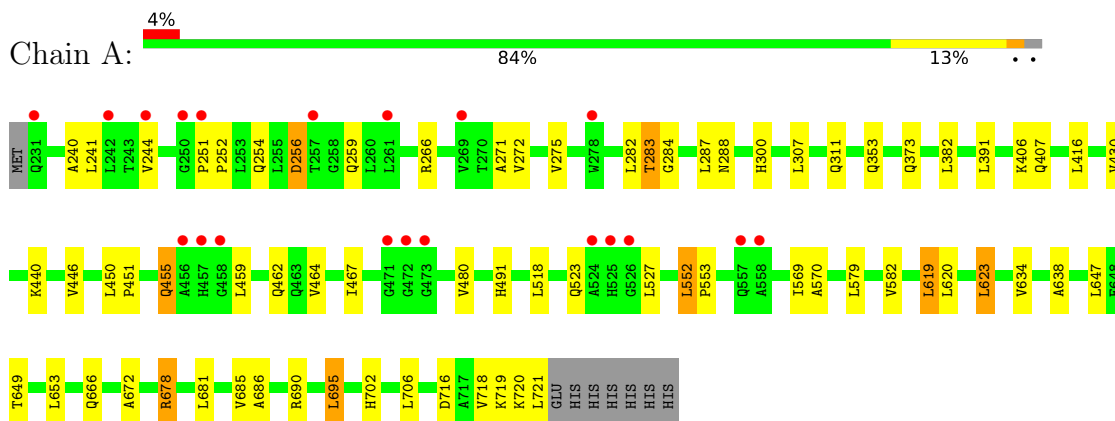 4%
Chain A:
84% 13% . .
MET Q231 A240 L241 L242 T243 V244 G250 P251 P252 L253 Q254 L255 D256 T257 G258 Q259 L260 L261 R266 V269 T270 A271 V272 V275 W278 L282 T283 G284 L287 N288 H300 L307 Q311 Q353 Q373 L382 L391 K406 Q407 L416
K440 V446 L450 P451 Q455 A456 H457 G458 L459 Q462 Q463 V464 I467 G471 G472 G473 V480 H491 L518 Q523 A524 H525 G526 L527 L552 P553 Q557 A558 I569 A570 L579 V582 L619 L620 L623 V634 A638 L647
T649 L653 Q666 A672 R678 L681 V685 A686 R690 L695 H702 L706 D716 A717 V718 K719 K720 L721 GLU HIS HIS HIS HIS HIS HIS